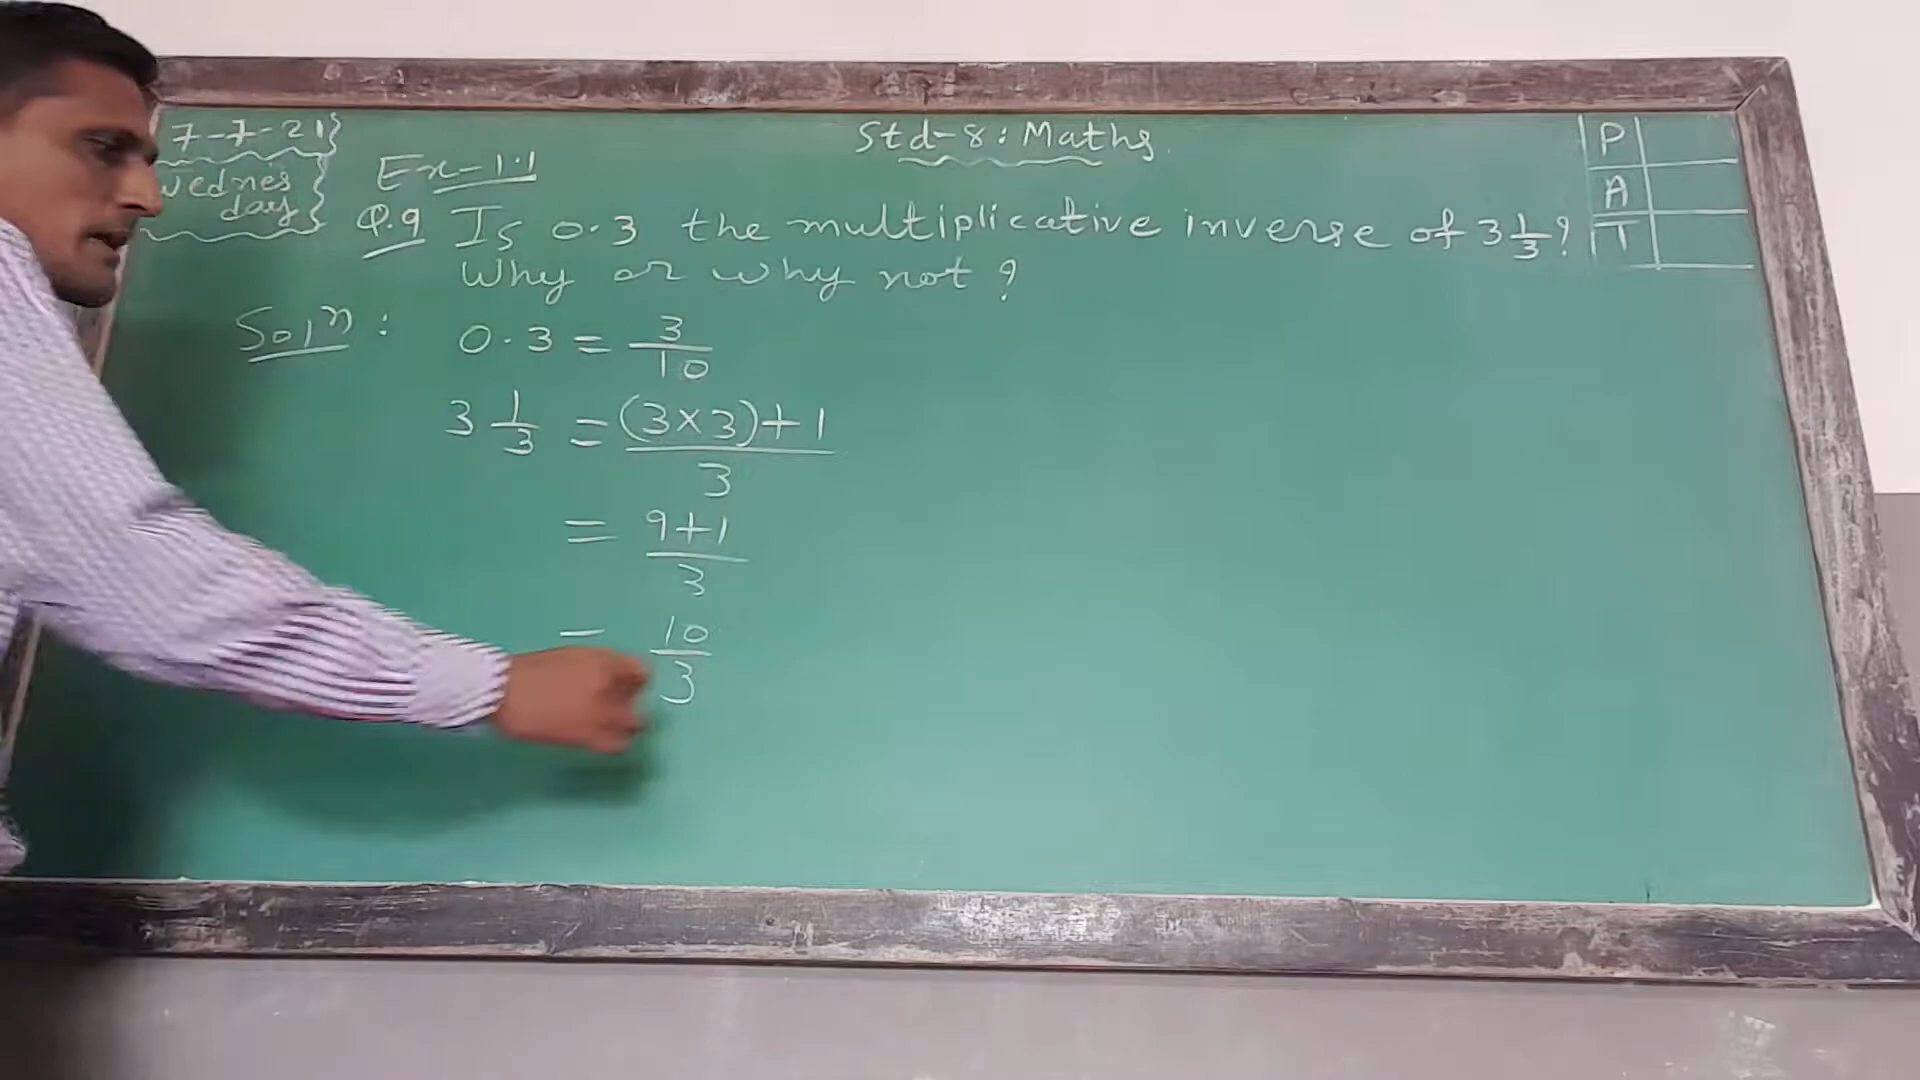 7-7-21
Wednes
day
Std-8: Maths
P
A
T
Ex-1.1
Q.9 Is 0.3 the multiplicative inverse of 3 1/3?
Why or why not?
Solⁿ: 0.3 = 3/10
3 1/3 = (3×3)+1/3
= 9+1/3
= 10/3